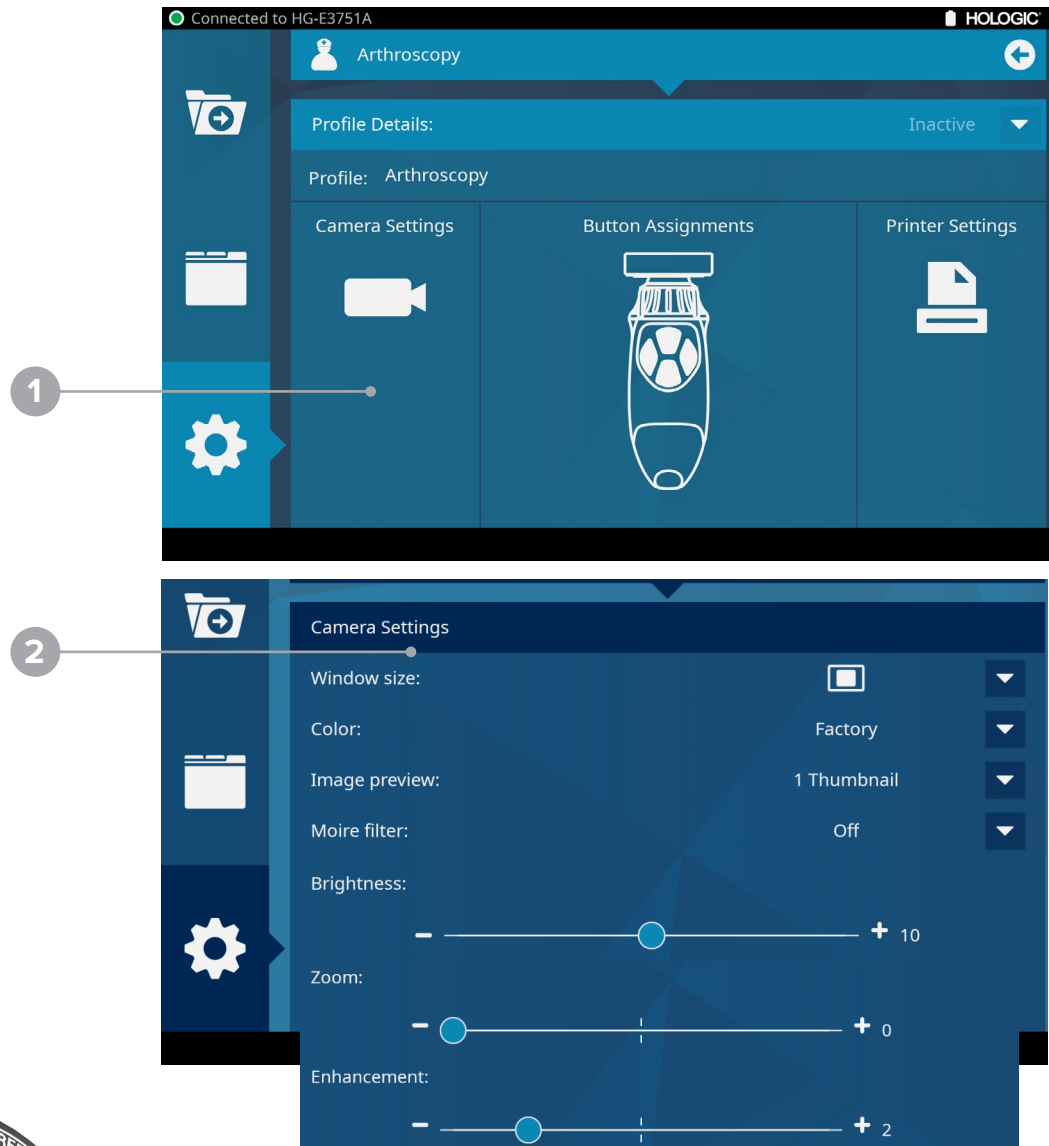 Connected to HG-E3751A
HOLOGIC
Arthroscopy
Profile Details: Inactive
Profile: Arthroscopy
Camera Settings Button Assignments Printer Settings
1
2
Camera Settings
Window size:
Color: Factory
Image preview: 1 Thumbnail
Moire filter: Off
Brightness:
− + 10
Zoom:
− + 0
Enhancement:
− + 2